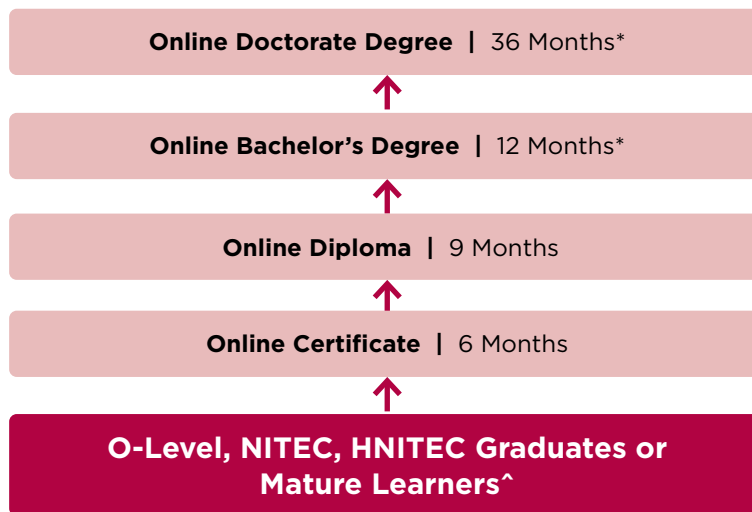 Online Doctorate Degree | 36 Months*
Online Bachelor’s Degree | 12 Months*
Online Diploma | 9 Months
Online Certificate | 6 Months
O-Level, NITEC, HNITEC Graduates or
Mature Learners^